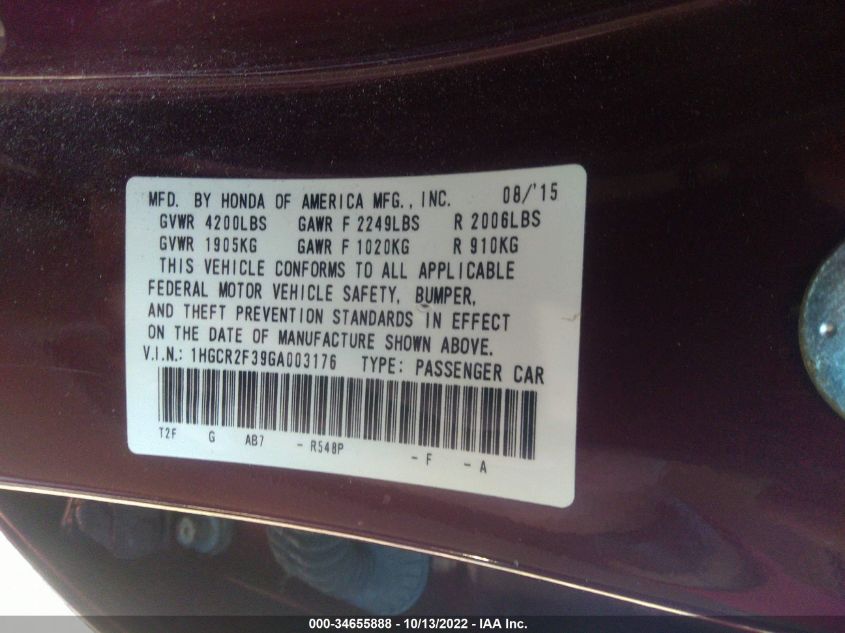 MFD. BY HONDA OF AMERICA MFG., INC. 08/'15
GVWR 4200LBS GAWR F 2249LBS R 2006LBS
GVWR 1905KG GAWR F 1020KG R 910KG
THIS VEHICLE CONFORMS TO ALL APPLICABLE
FEDERAL MOTOR VEHICLE SAFETY, BUMPER,
AND THEFT PREVENTION STANDARDS IN EFFECT
ON THE DATE OF MANUFACTURE SHOWN ABOVE.
V.I.N.: 1HGCR2F39GA003176 TYPE: PASSENGER CAR
T2F G AB7 - R548P - F - A
000-34655888 - 10/13/2022 - IAA Inc.